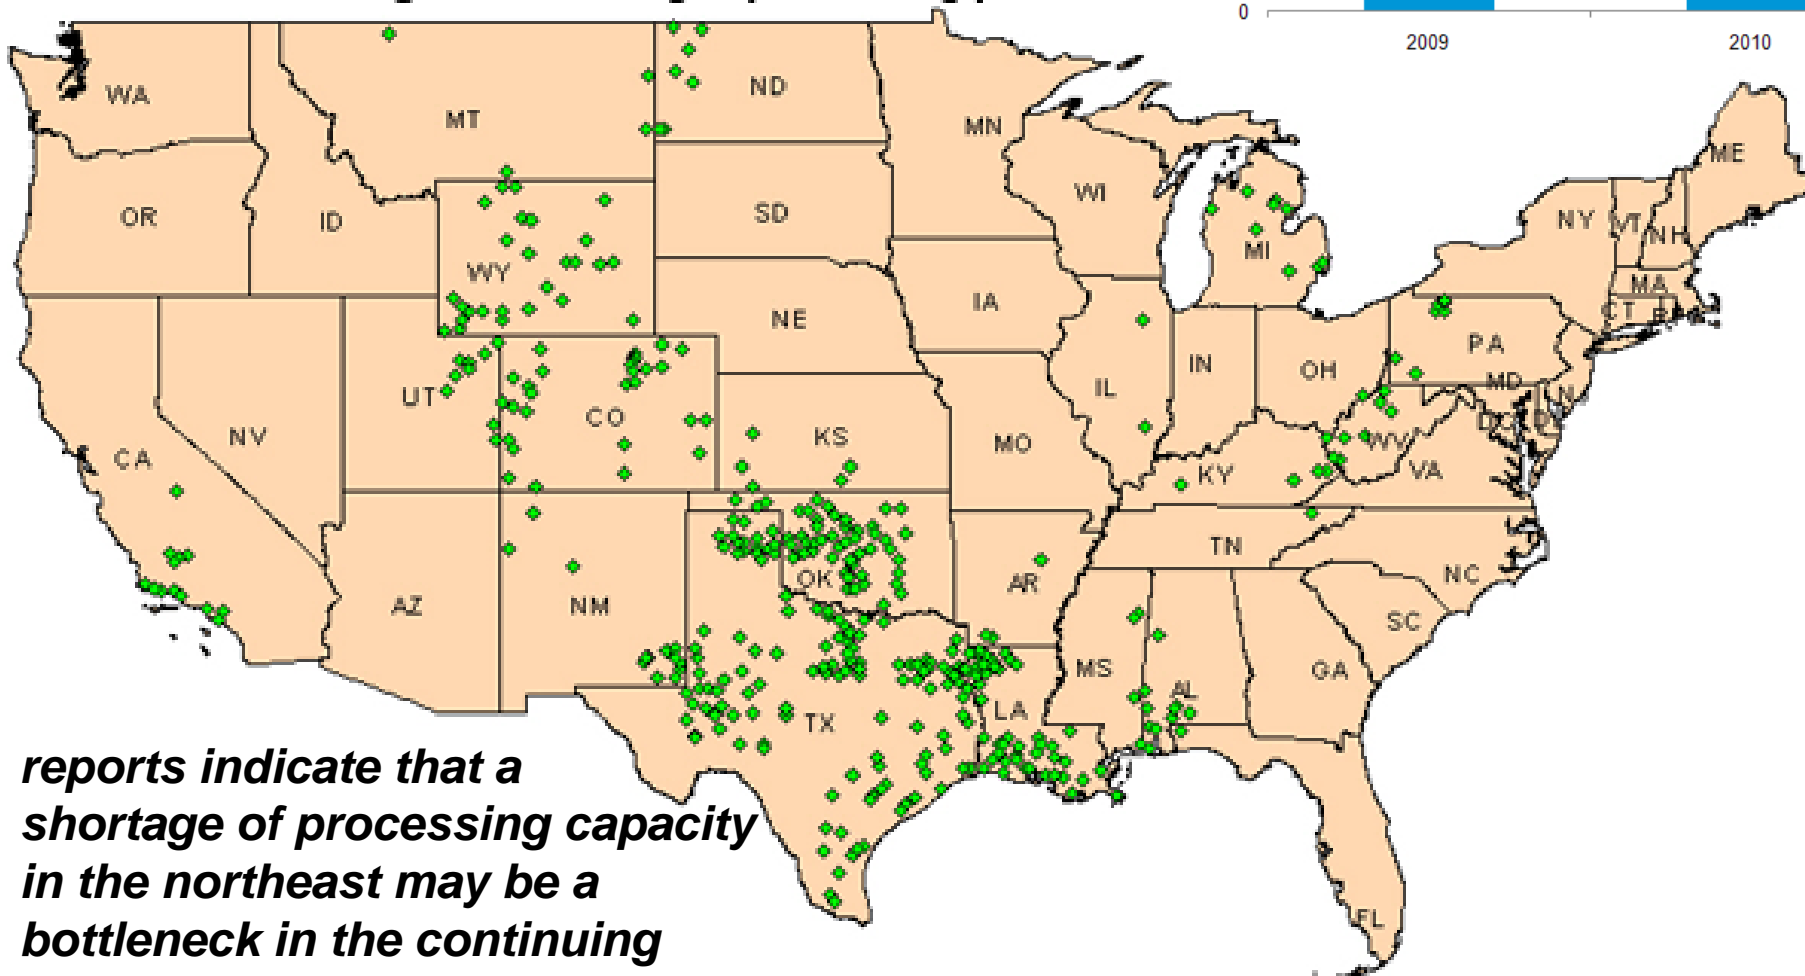 0
2009 2010
WA
MT
ND
MN
ME
OR
ID
SD
WI
NY
VT
NH
MI
WY
MA
IA
CT
NE
PA
IN
OH
MD
UT
IL
CO
NV
KS
MO
WV
CA
KY
VA
TN
OK
AR
NC
AZ
NM
SC
MS
GA
AL
LA
TX
FL
reports indicate that a
shortage of processing capacity
in the northeast may be a
bottleneck in the continuing